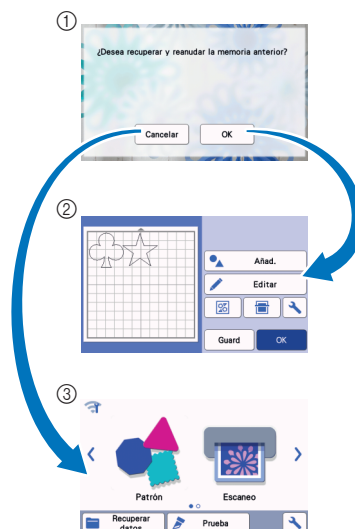 ①
¿Desea recuperar y reanudar la memoria anterior?
Cancelar
OK
②
Añad.
Editar
Guard
OK
③
Patrón
Escaneo
Recuperar
datos
Prueba